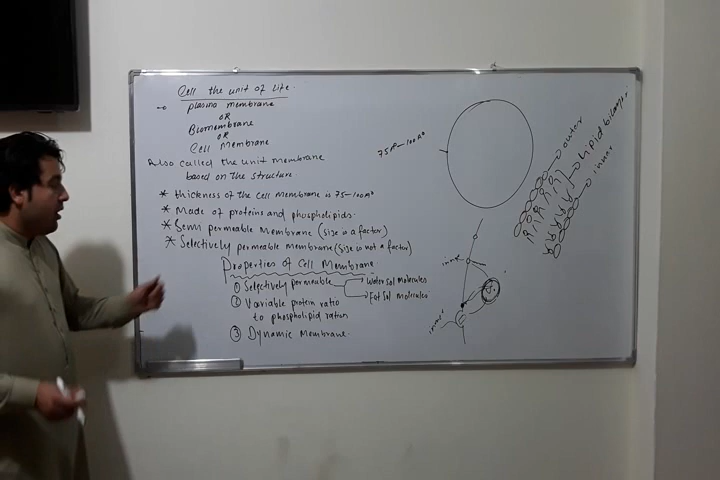 Cell the unit of Life.
→ plasma membrane
OR
Biomembrane
OR
Cell Membrane
Also called the unit membrane
based on the structure.
* thickness of the Cell Membrane is 75-100A°
* Made of proteins and phospholipids.
* Semi permeable membrane (size is a factor)
* Selectively permeable membrane (size is not a factor)
Properties of Cell Membrane
① Selectively permeable
Water Sol molecules
Fat Sol molecules
② Variable protein ratio
to phospholipid ration
③ Dynamic Membrane.
75A°-100A°
outer
Lipid bilayer
inner
inner